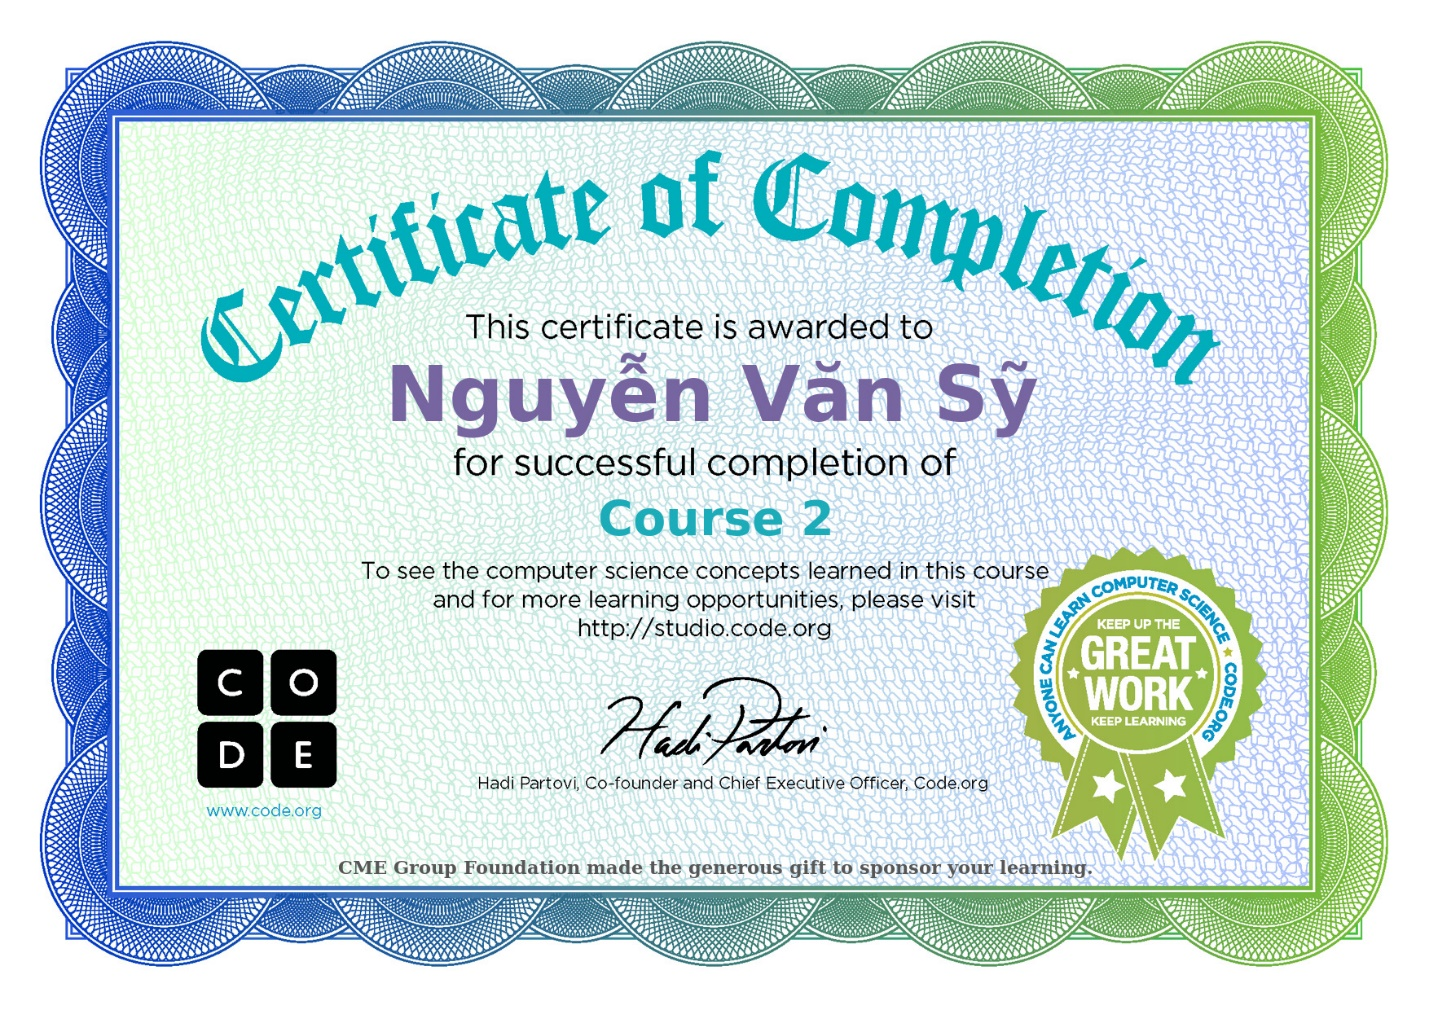 Certificate of Completion
This certificate is awarded to
Nguyễn Văn Sỹ
for successful completion of
Course 2
To see the computer science concepts learned in this course
and for more learning opportunities, please visit
http://studio.code.org
C O
D E
www.code.org
Hadi Partovi
Hadi Partovi, Co-founder and Chief Executive Officer, Code.org
ANYONE CAN LEARN COMPUTER SCIENCE ★ CODE.ORG
KEEP UP THE
GREAT
WORK
KEEP LEARNING
CME Group Foundation made the generous gift to sponsor your learning.